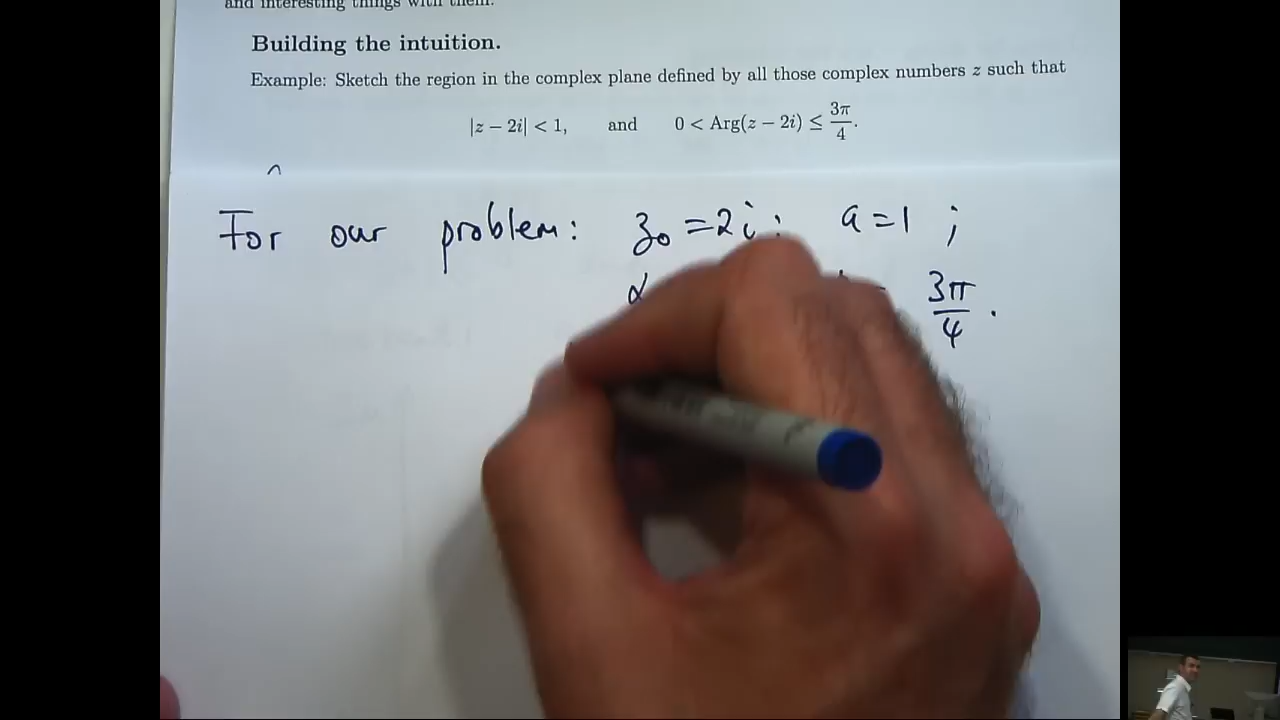 and interesting things with them.
Building the intuition.
Example: Sketch the region in the complex plane defined by all those complex numbers z such that
|z − 2i| < 1, and 0 < Arg(z − 2i) ≤ 3π/4.
For our problem: z₀ = 2i; a = 1 ;
α 3π/4.